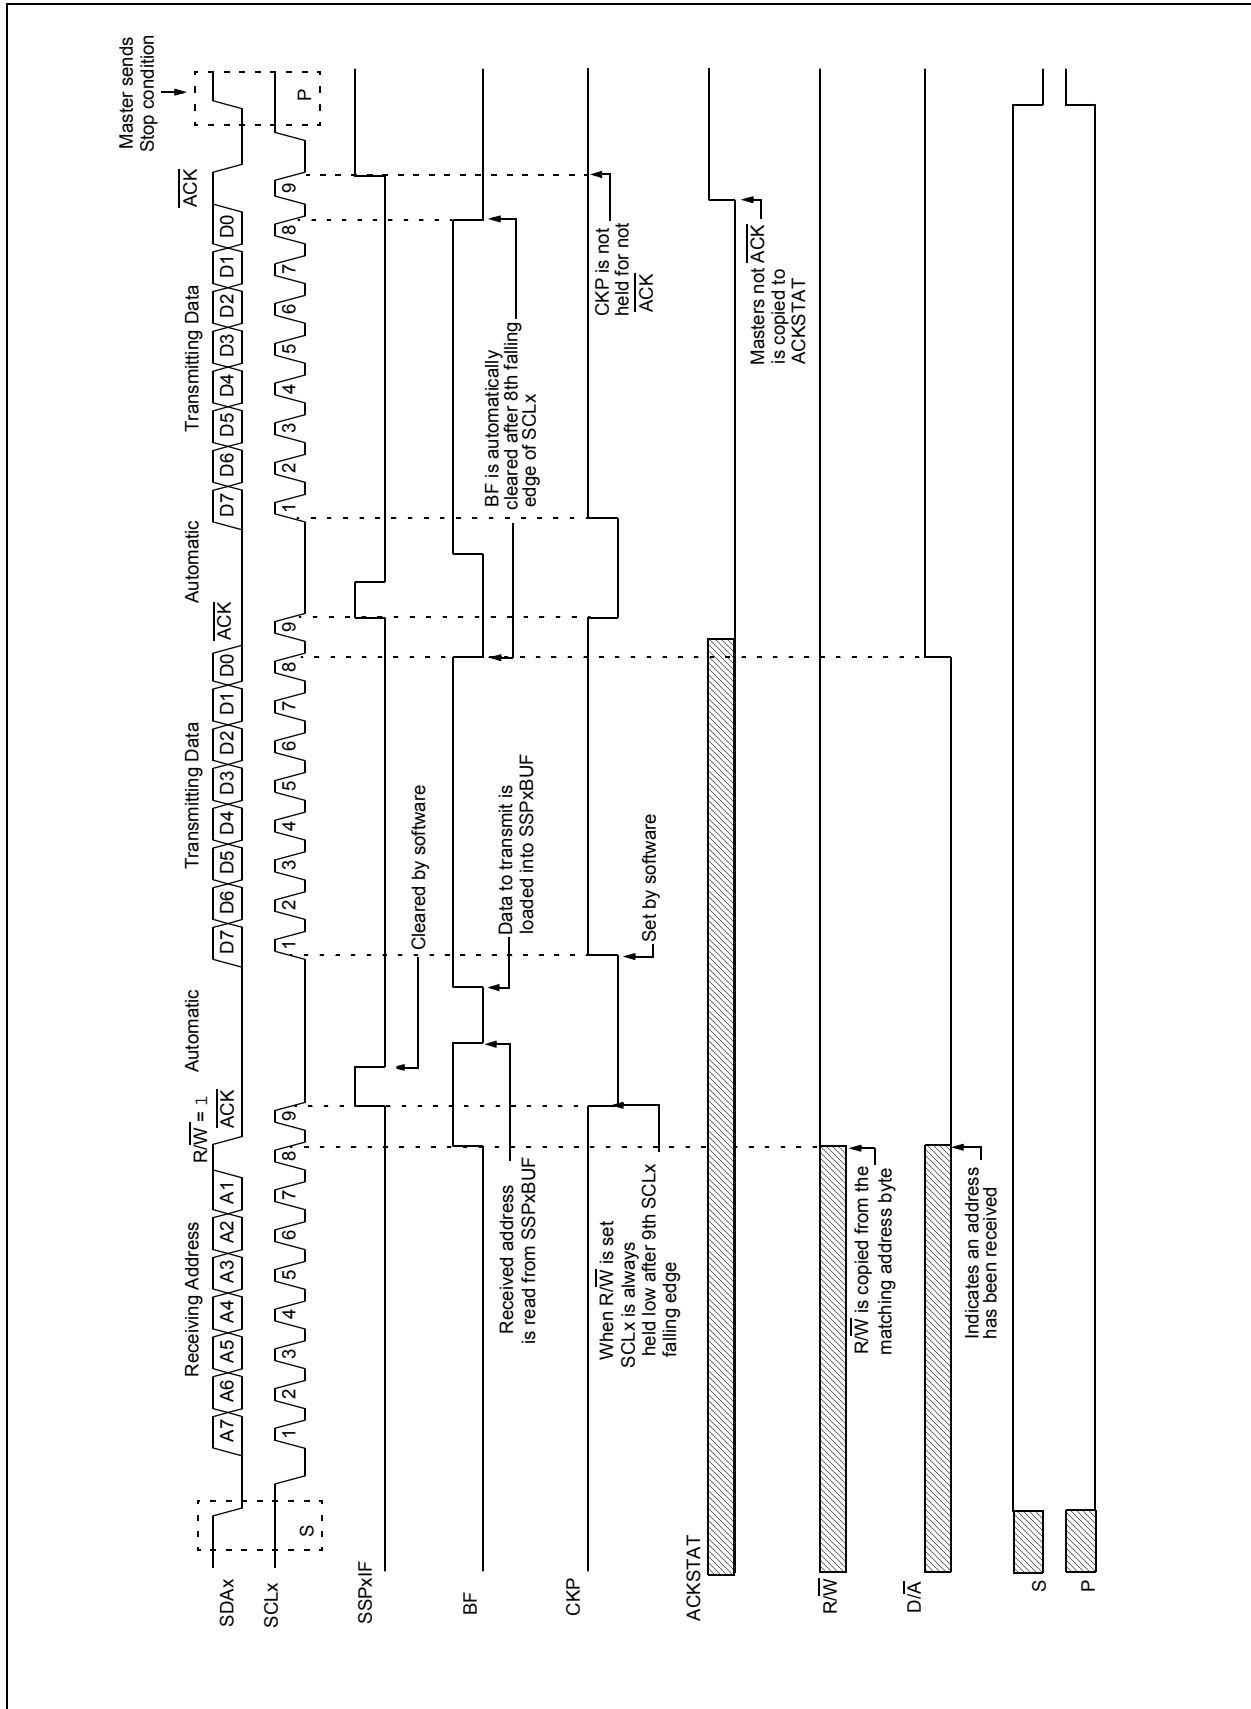 Master sends
Stop condition
Receiving Address
R/W = 1
ACK
Automatic
Transmitting Data
ACK
Automatic
Transmitting Data
ACK
SDAx
A7 A6 A5 A4 A3 A2 A1
D7 D6 D5 D4 D3 D2 D1 D0
D7 D6 D5 D4 D3 D2 D1 D0
SCLx
S
1 2 3 4 5 6 7 8 9
1 2 3 4 5 6 7 8 9
1 2 3 4 5 6 7 8 9
P
SSPxIF
Cleared by software
BF
Received address
is read from SSPxBUF
Data to transmit is
loaded into SSPxBUF
BF is automatically
cleared after 8th falling
edge of SCLx
CKP
When R/W is set
SCLx is always
held low after 9th SCLx
falling edge
Set by software
CKP is not
held for not
ACK
ACKSTAT
Masters not ACK
is copied to
ACKSTAT
R/W
R/W is copied from the
matching address byte
D/A
Indicates an address
has been received
S
P